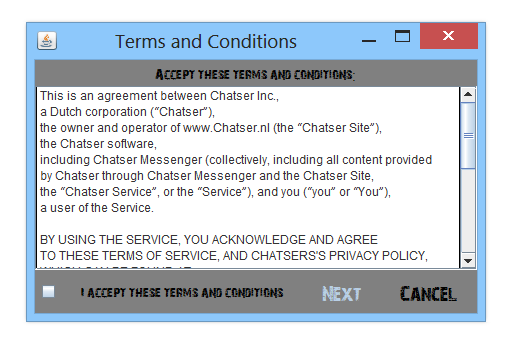 Terms and Conditions
Accept these terms and conditions:
This is an agreement between Chatser Inc.,
a Dutch corporation ("Chatser"),
the owner and operator of www.Chatser.nl (the "Chatser Site"),
the Chatser software,
including Chatser Messenger (collectively, including all content provided
by Chatser through Chatser Messenger and the Chatser Site,
the "Chatser Service", or the "Service"), and you ("you" or "You"),
a user of the Service.
BY USING THE SERVICE, YOU ACKNOWLEDGE AND AGREE
TO THESE TERMS OF SERVICE, AND CHATSERS'S PRIVACY POLICY,
I accept these terms and conditions
Next
Cancel